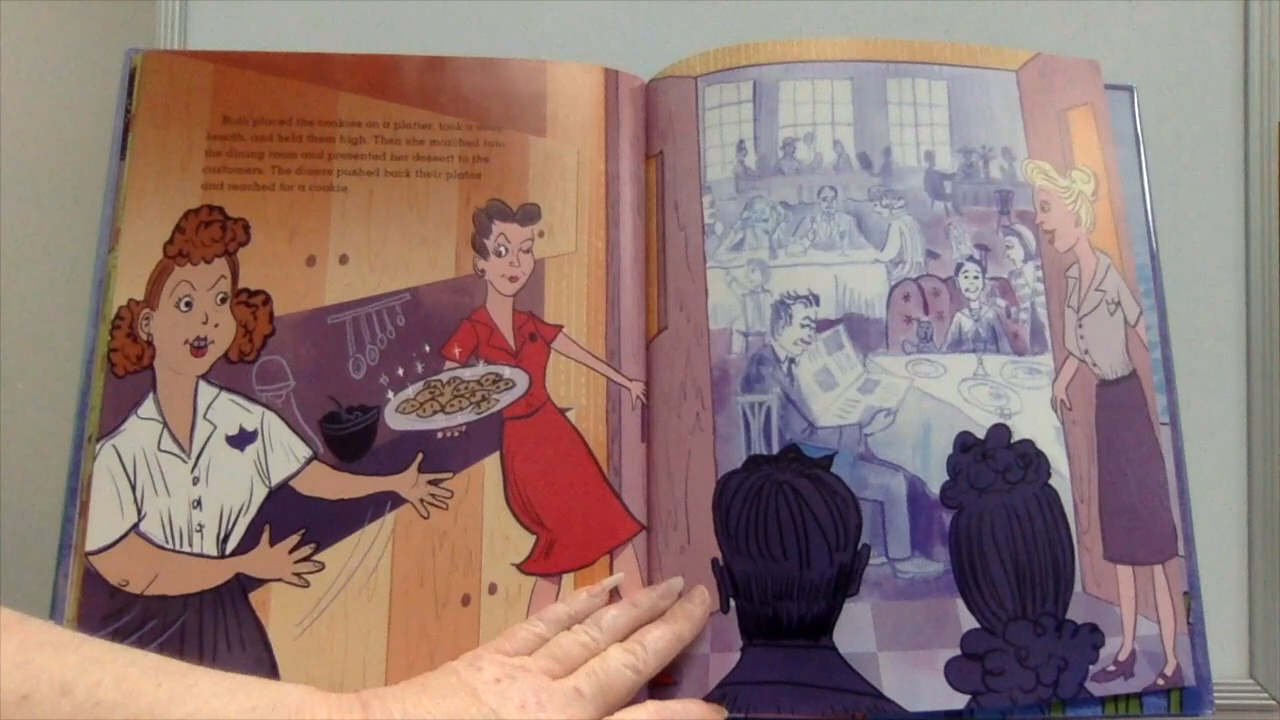 Ruth placed the cookies on a platter, took a deep
breath, and held them high. Then she marched into
the dining room and presented her dessert to the
customers. The diners pushed back their plates
and reached for a cookie.